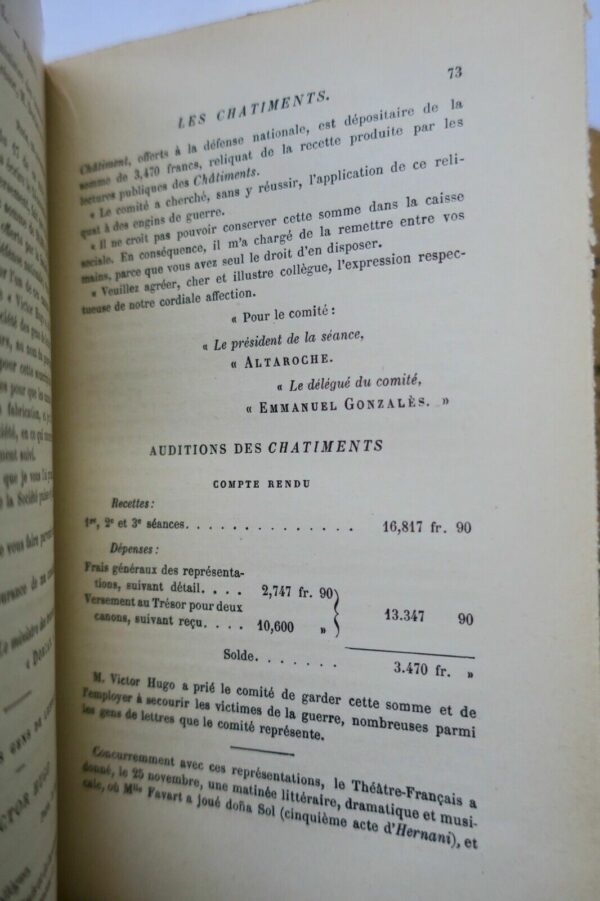 73
LES CHATIMENTS.
Châtiment, offerts à la défense nationale, est dépositaire de la
somme de 3,470 francs, reliquat de la recette produite par les
lectures publiques des Châtiments.
« Le comité a cherché, sans y réussir, l'application de ce reli-
quat à des engins de guerre.
« Il ne croit pas pouvoir conserver cette somme dans la caisse
sociale. En conséquence, il m'a chargé de la remettre entre vos
mains, parce que vous avez seul le droit d'en disposer.
« Veuillez agréer, cher et illustre collègue, l'expression respec-
tueuse de notre cordiale affection.
« Pour le comité :
« Le président de la séance,
« ALTAROCHE.
« Le délégué du comité,
« EMMANUEL GONZALÈS. »
AUDITIONS DES CHATIMENTS
COMPTE RENDU
Recettes :
1re, 2e et 3e séances. . . . . . . . . . . . . . . 16,817 fr. 90
Dépenses :
Frais généraux des représenta-
tions, suivant détail. . . . 2,747 fr. 90
Versement au Trésor pour deux
canons, suivant reçu. . . . 10,600 »
13.347 90
Solde. . . . . . . 3.470 fr. »
M. Victor Hugo a prié le comité de garder cette somme et de
l'employer à secourir les victimes de la guerre, nombreuses parmi
les gens de lettres que le comité représente.
Concurremment avec ces représentations, le Théâtre-Français a
donné, le 25 novembre, une matinée littéraire, dramatique et musi-
cale, où Mlle Favart a joué doña Sol (cinquième acte d'Hernani), et